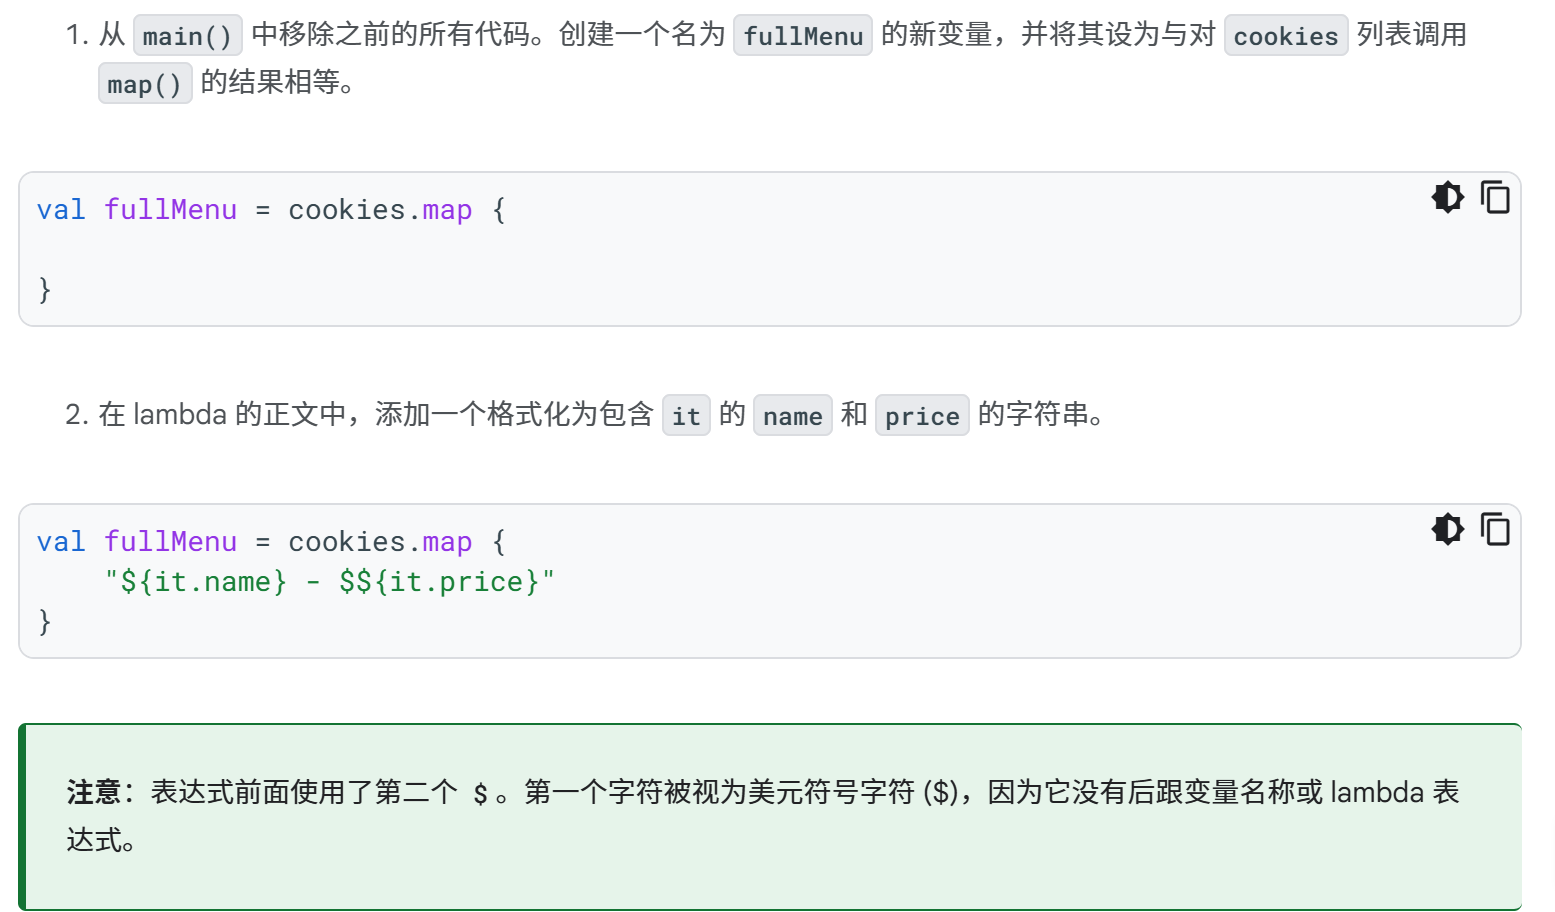 1. 从 main() 中移除之前的所有代码。创建一个名为 fullMenu 的新变量，并将其设为与对 cookies 列表调用
map() 的结果相等。
val fullMenu = cookies.map {
}
2. 在 lambda 的正文中，添加一个格式化为包含 it 的 name 和 price 的字符串。
val fullMenu = cookies.map {
    "${it.name} - $${it.price}"
}
注意：表达式前面使用了第二个 $ 。第一个字符被视为美元符号字符 ($)，因为它没有后跟变量名称或 lambda 表
达式。